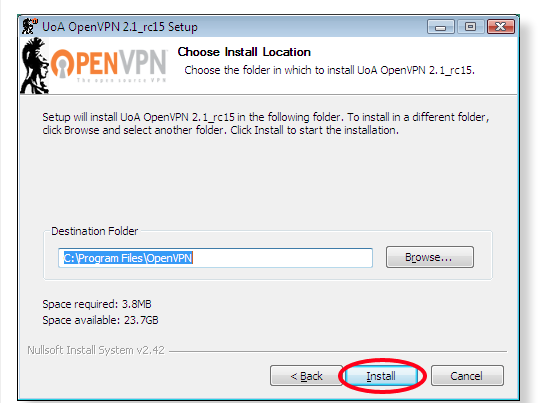 UoA OpenVPN 2.1_rc15 Setup
OPENVPN
The open source VPN
Choose Install Location
Choose the folder in which to install UoA OpenVPN 2.1_rc15.
Setup will install UoA OpenVPN 2.1_rc15 in the following folder. To install in a different folder,
click Browse and select another folder. Click Install to start the installation.
Destination Folder
C:\Program Files\OpenVPN
Browse...
Space required: 3.8MB
Space available: 23.7GB
Nullsoft Install System v2.42
< Back
Install
Cancel